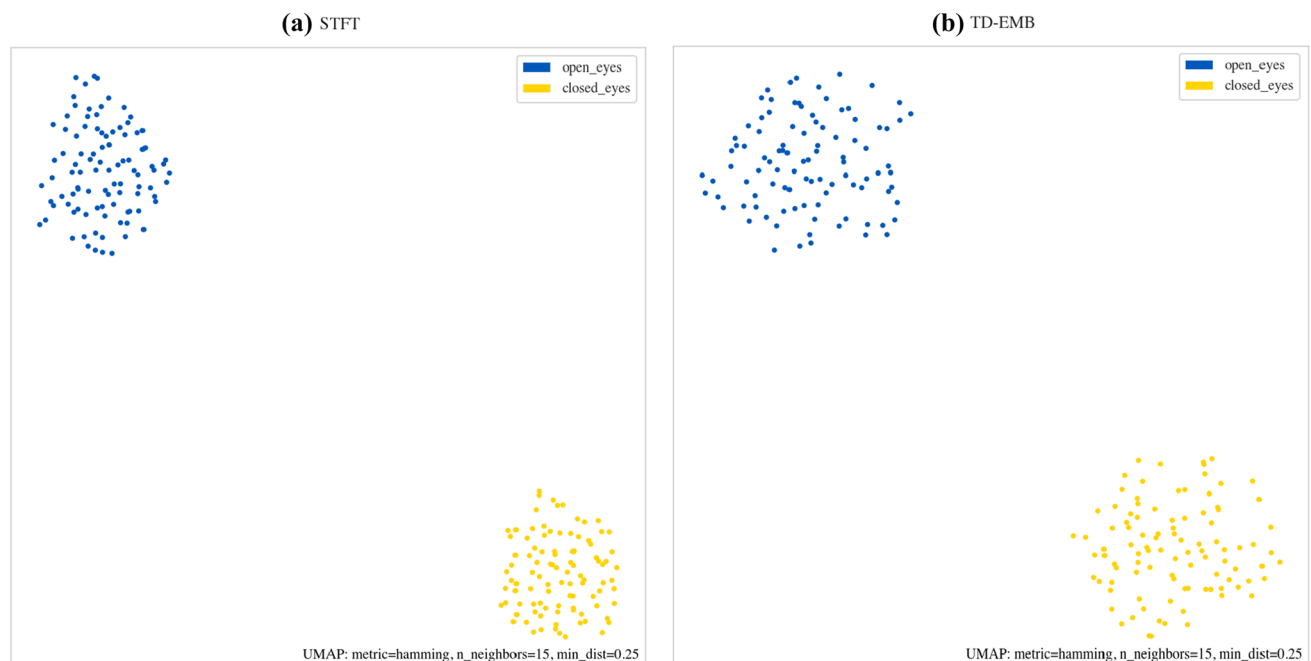 (a) STFT
open_eyes
closed_eyes
UMAP: metric=hamming, n_neighbors=15, min_dist=0.25
(b) TD-EMB
open_eyes
closed_eyes
UMAP: metric=hamming, n_neighbors=15, min_dist=0.25